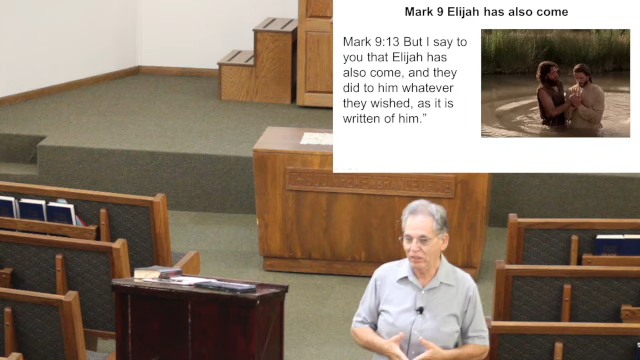 Mark 9 Elijah has also come
Mark 9:13 But I say to
you that Elijah has
also come, and they
did to him whatever
they wished, as it is
written of him.”